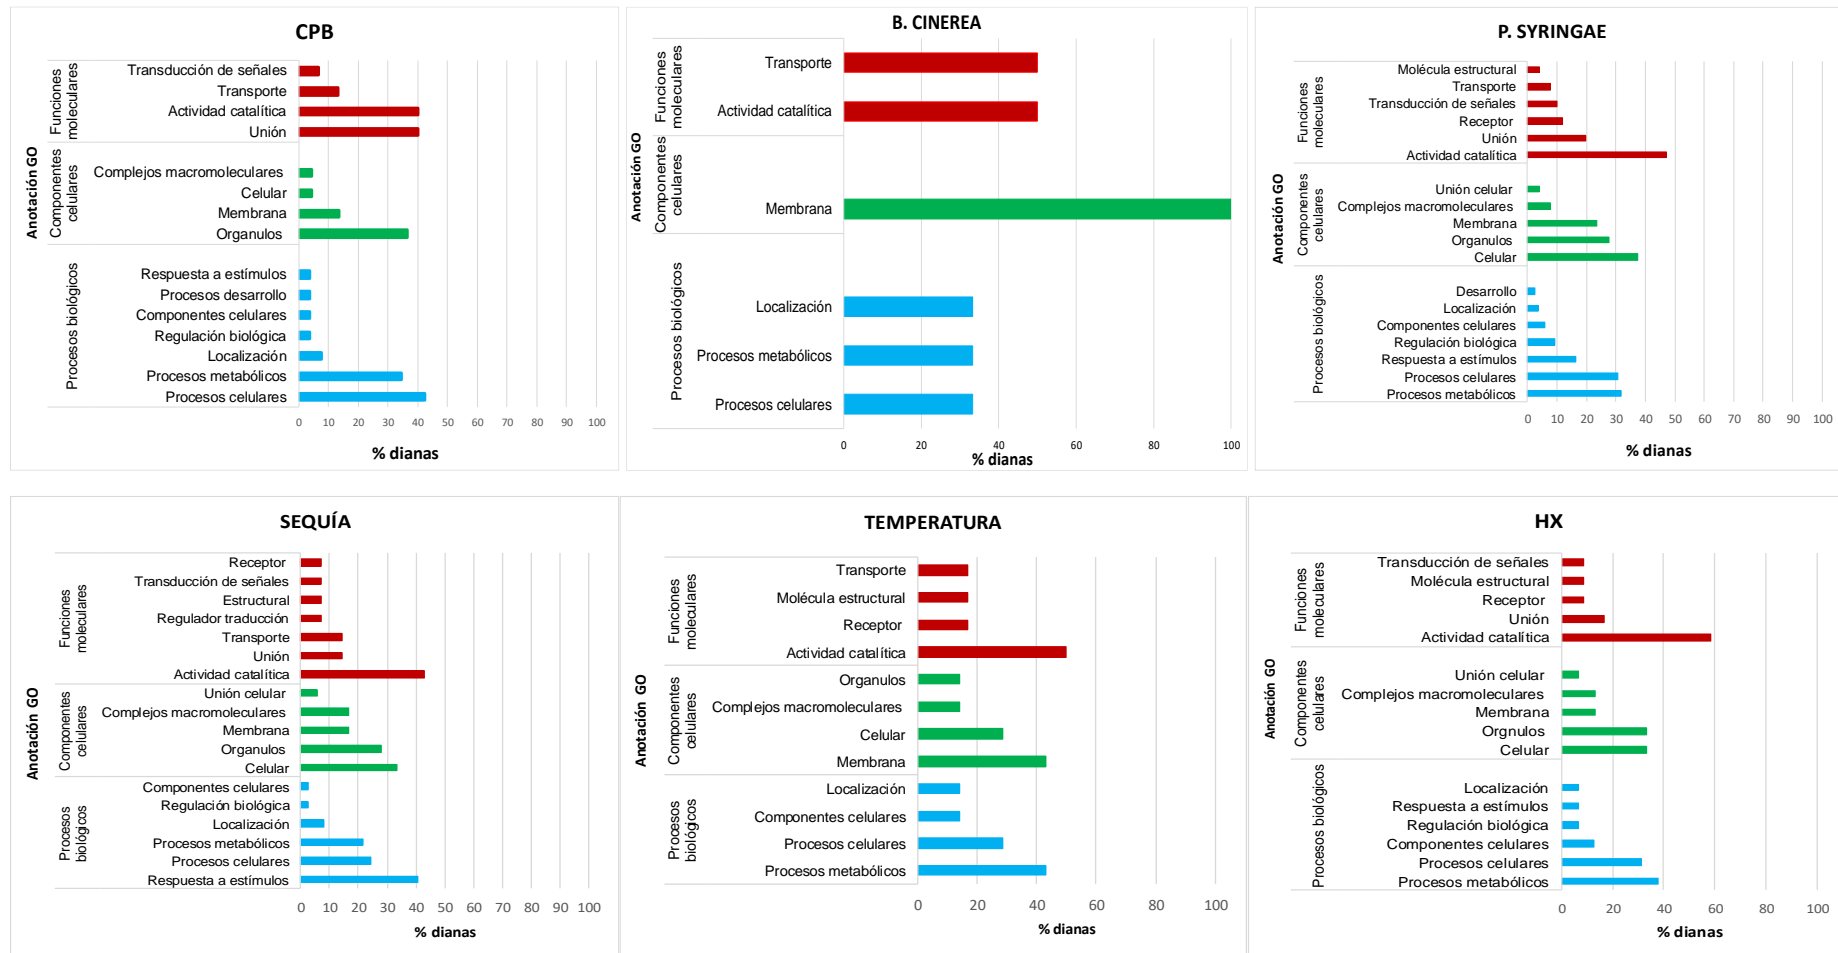 CPB
Anotación GO
Funciones
moleculares
Transducción de señales
Transporte
Actividad catalítica
Unión
Componentes
celulares
Complejos macromoleculares
Celular
Membrana
Organulos
Procesos biológicos
Respuesta a estímulos
Procesos desarrollo
Componentes celulares
Regulación biológica
Localización
Procesos metabólicos
Procesos celulares
0 10 20 30 40 50 60 70 80 90 100
% dianas
B. CINEREA
Anotación GO
Funciones
moleculares
Transporte
Actividad catalítica
Componentes
celulares
Membrana
Procesos biológicos
Localización
Procesos metabólicos
Procesos celulares
0 20 40 60 80 100
% dianas
P. SYRINGAE
Anotación GO
Funciones
moleculares
Molécula estructural
Transporte
Transducción de señales
Receptor
Unión
Actividad catalítica
Componentes
celulares
Unión celular
Complejos macromoleculares
Membrana
Organulos
Celular
Procesos biológicos
Desarrollo
Localización
Componentes celulares
Regulación biológica
Respuesta a estímulos
Procesos celulares
Procesos metabólicos
0 10 20 30 40 50 60 70 80 90 100
% dianas
SEQUÍA
Anotación GO
Funciones
moleculares
Receptor
Transducción de señales
Estructural
Regulador traducción
Transporte
Unión
Actividad catalítica
Componentes
celulares
Unión celular
Complejos macromoleculares
Membrana
Organulos
Celular
Procesos
biológicos
Componentes celulares
Regulación biológica
Localización
Procesos metabólicos
Procesos celulares
Respuesta a estímulos
0 10 20 30 40 50 60 70 80 90 100
% dianas
TEMPERATURA
Anotación GO
Funciones
moleculares
Transporte
Molécula estructural
Receptor
Actividad catalítica
Componentes
celulares
Organulos
Complejos macromoleculares
Celular
Membrana
Procesos
biológicos
Localización
Componentes celulares
Procesos celulares
Procesos metabólicos
0 20 40 60 80 100
% dianas
HX
Anotación GO
Funciones
moleculares
Transducción de señales
Molécula estructural
Receptor
Unión
Actividad catalítica
Componentes
celulares
Unión celular
Complejos macromoleculares
Membrana
Orgnulos
Celular
Procesos biológicos
Localización
Respuesta a estímulos
Regulación biológica
Componentes celulares
Procesos celulares
Procesos metabólicos
0 20 40 60 80 100
% dianas